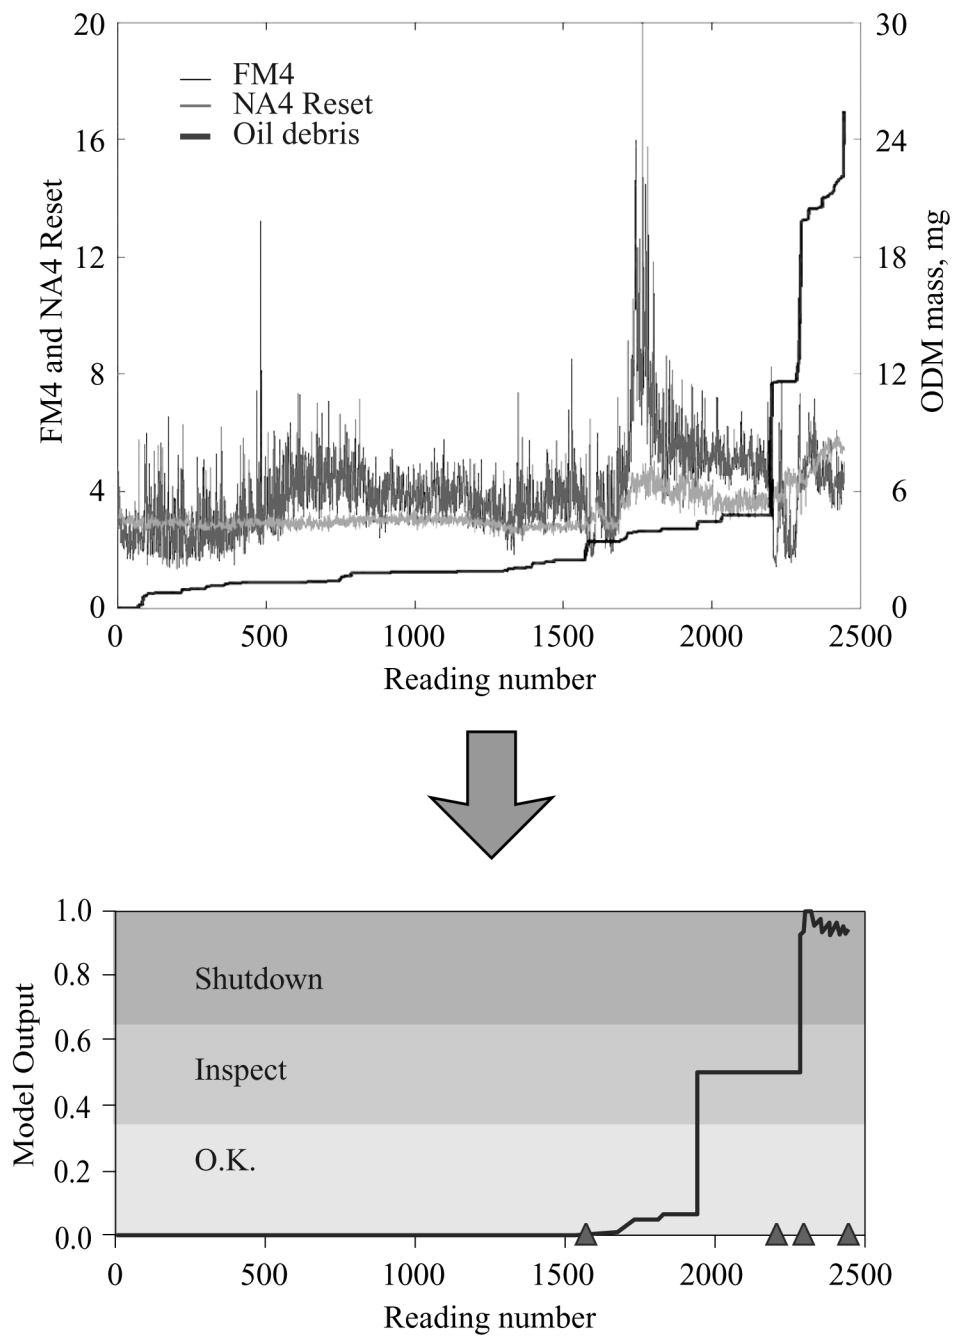 20
16
12
8
4
0
FM4 and NA4 Reset
FM4
NA4 Reset
Oil debris
30
24
18
12
6
0
ODM mass, mg
0 500 1000 1500 2000 2500
Reading number
1.0
0.8
0.6
0.4
0.2
0.0
Model Output
Shutdown
Inspect
O.K.
0 500 1000 1500 2000 2500
Reading number